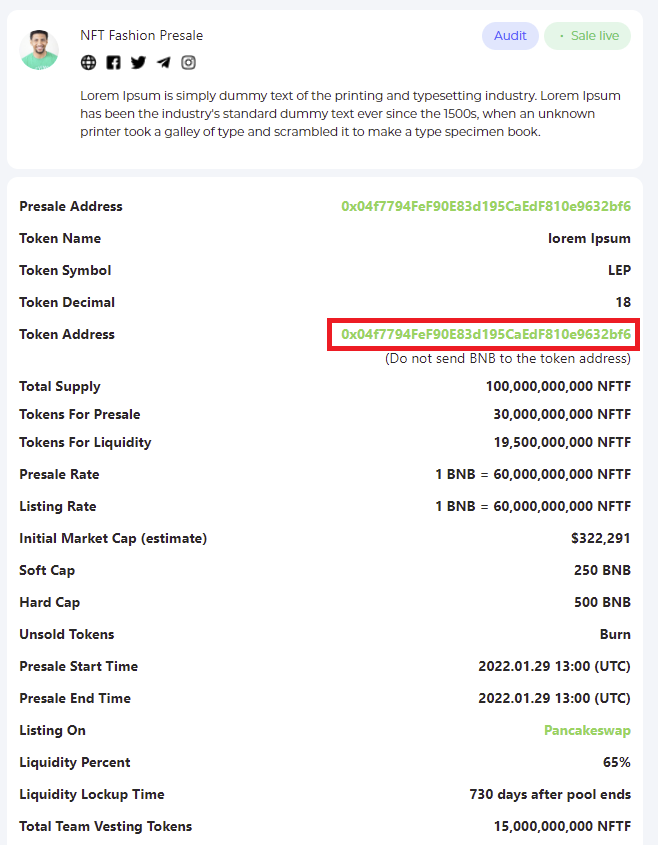 NFT Fashion Presale
Audit
· Sale live
Lorem Ipsum is simply dummy text of the printing and typesetting industry. Lorem Ipsum
has been the industry's standard dummy text ever since the 1500s, when an unknown
printer took a galley of type and scrambled it to make a type specimen book.
Presale Address 0x04f7794FeF90E83d195CaEdF810e9632bf6
Token Name lorem Ipsum
Token Symbol LEP
Token Decimal 18
Token Address 0x04f7794FeF90E83d195CaEdF810e9632bf6
(Do not send BNB to the token address)
Total Supply 100,000,000,000 NFTF
Tokens For Presale 30,000,000,000 NFTF
Tokens For Liquidity 19,500,000,000 NFTF
Presale Rate 1 BNB = 60,000,000,000 NFTF
Listing Rate 1 BNB = 60,000,000,000 NFTF
Initial Market Cap (estimate) $322,291
Soft Cap 250 BNB
Hard Cap 500 BNB
Unsold Tokens Burn
Presale Start Time 2022.01.29 13:00 (UTC)
Presale End Time 2022.01.29 13:00 (UTC)
Listing On Pancakeswap
Liquidity Percent 65%
Liquidity Lockup Time 730 days after pool ends
Total Team Vesting Tokens 15,000,000,000 NFTF